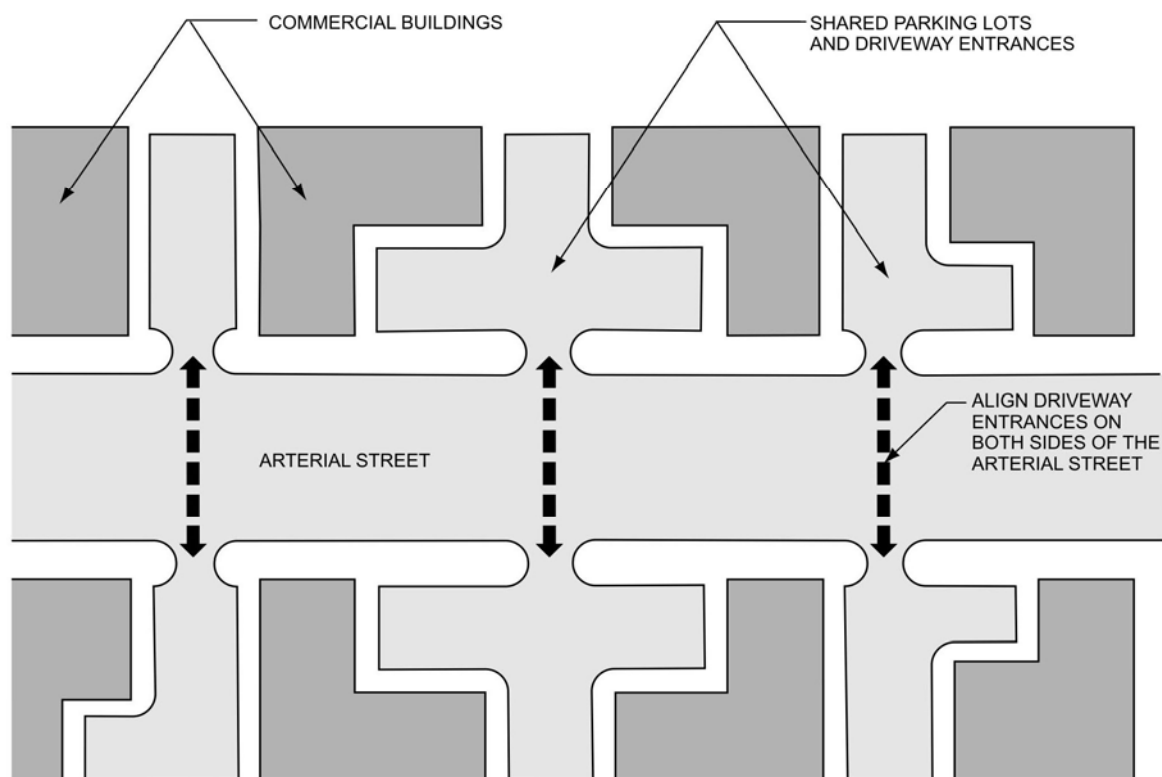 COMMERCIAL BUILDINGS
SHARED PARKING LOTS
AND DRIVEWAY ENTRANCES
ALIGN DRIVEWAY
ENTRANCES ON
BOTH SIDES OF THE
ARTERIAL STREET
ARTERIAL STREET